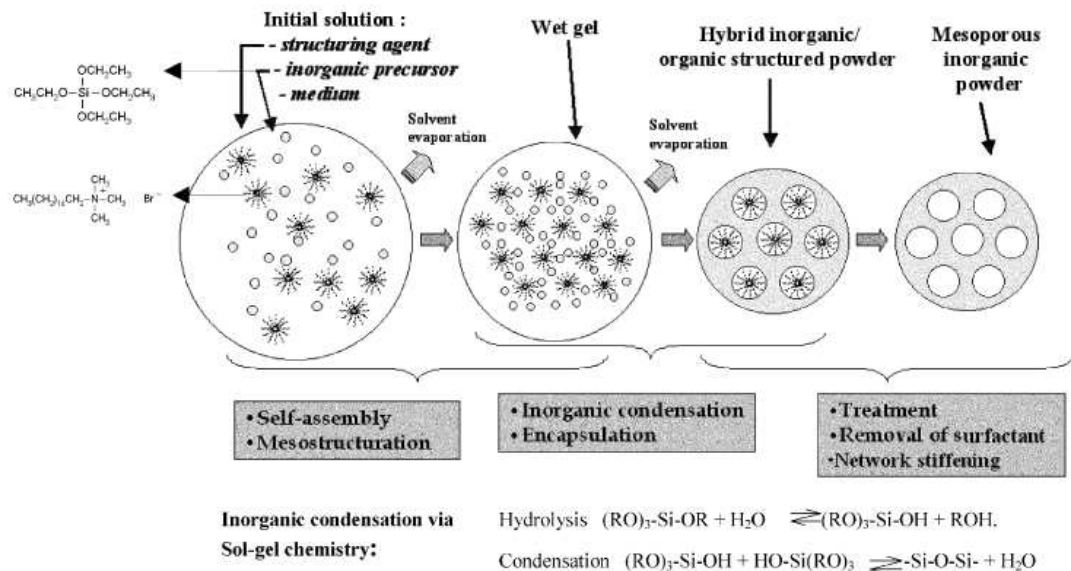 Initial solution :
- structuring agent
- inorganic precursor
- medium
Wet gel
Hybrid inorganic/
organic structured powder
Mesoporous
inorganic
powder
OCH₂CH₃
CH₃CH₂O–Si–OCH₂CH₃
OCH₂CH₃
Solvent
evaporation
Solvent
evaporation
CH₃
CH₃(CH₂)₁₄CH₂–N⁺–CH₃ Br⁻
CH₃
•Self-assembly
•Mesostructuration
•Inorganic condensation
•Encapsulation
•Treatment
•Removal of surfactant
•Network stiffening
Inorganic condensation via
Sol-gel chemistry:
Hydrolysis (RO)₃-Si-OR + H₂O ⇄ (RO)₃-Si-OH + ROH.
Condensation (RO)₃-Si-OH + HO-Si(RO)₃ ⇄ -Si-O-Si- + H₂O